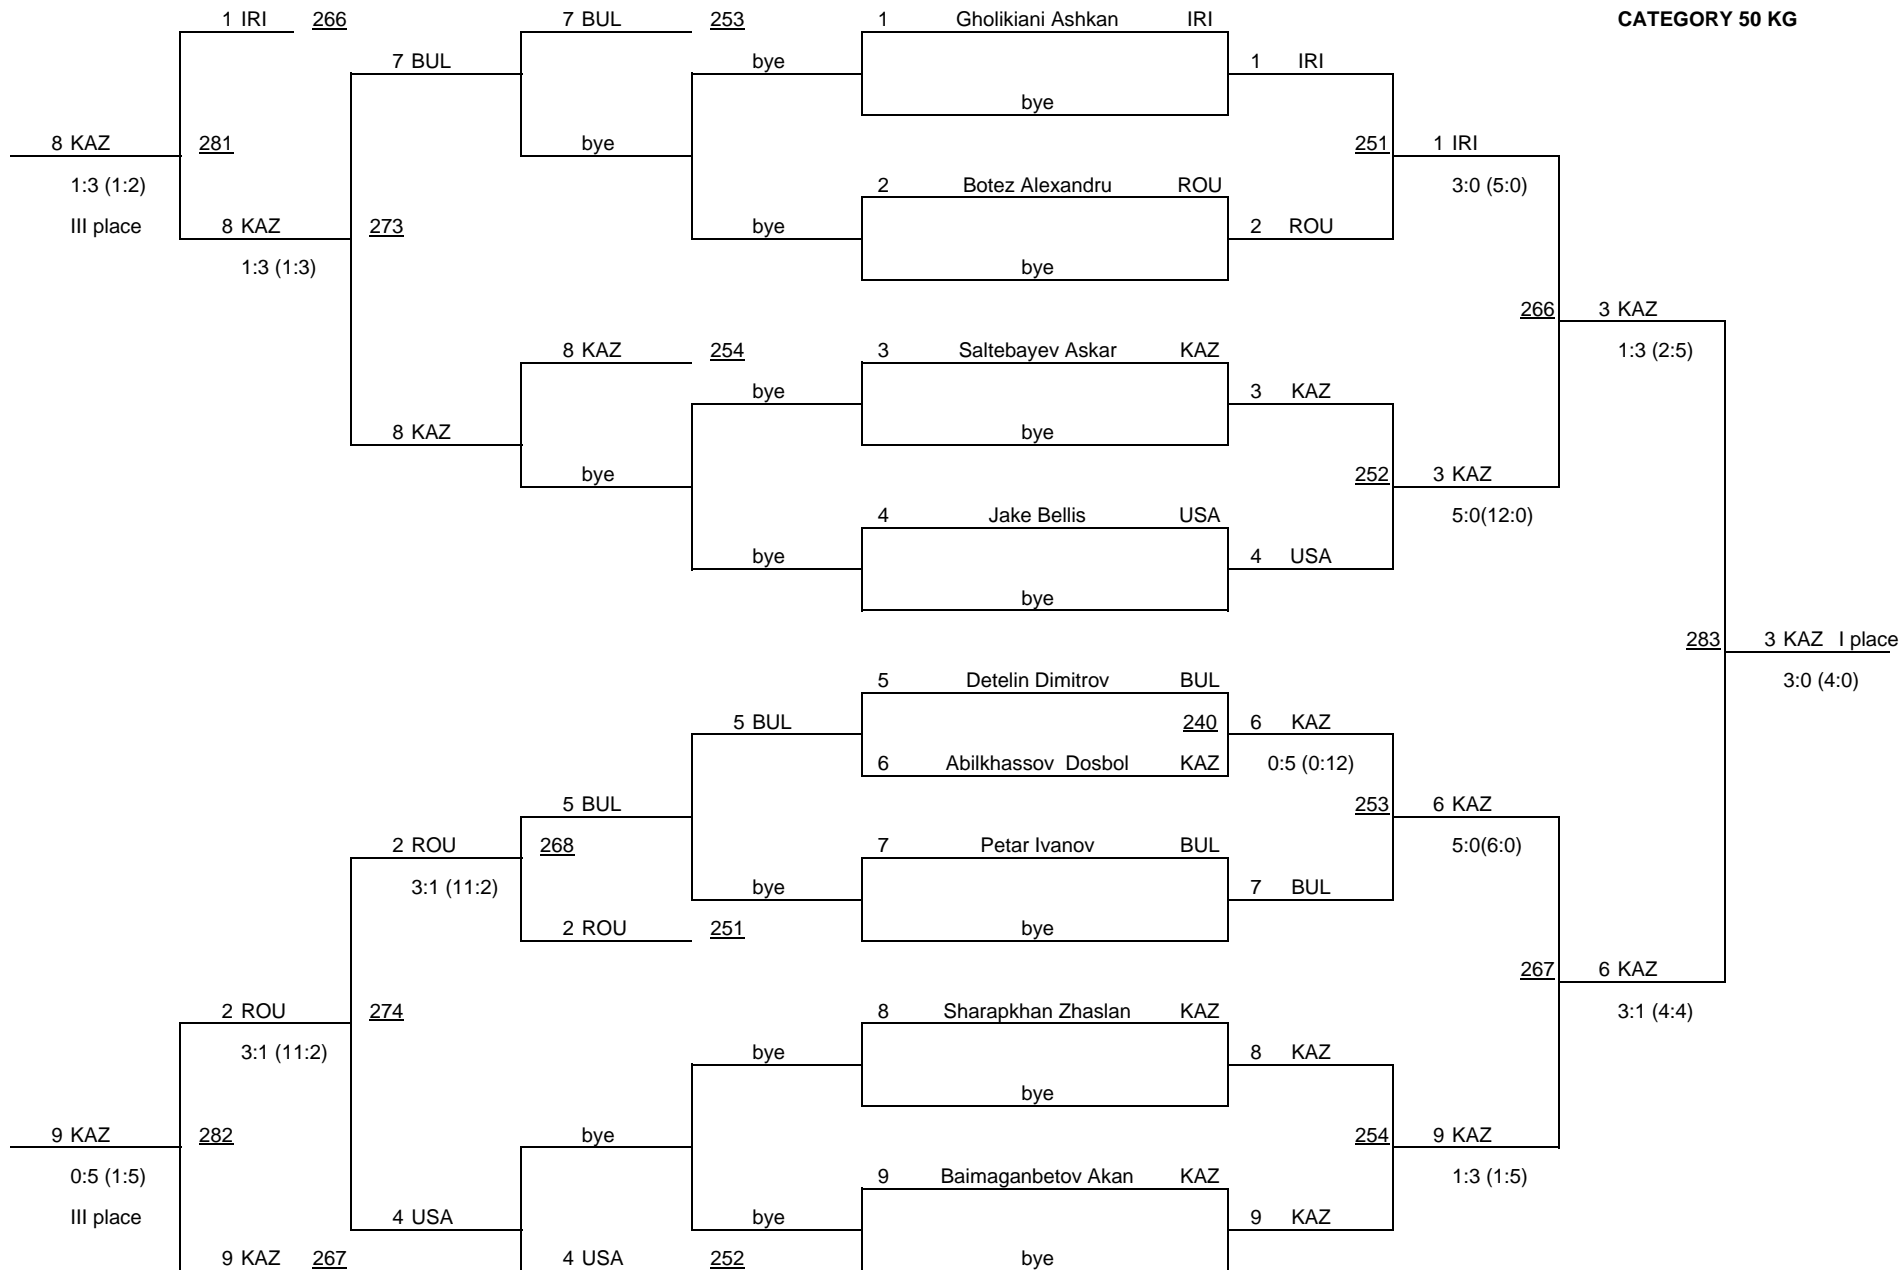 1 IRI 266 7 BUL 253 1 Gholikiani Ashkan IRI CATEGORY 50 KG
7 BUL bye 1 IRI
bye
8 KAZ 281 bye 251 1 IRI
1:3 (1:2) 2 Botez Alexandru ROU 3:0 (5:0)
III place 8 KAZ 273 bye 2 ROU
1:3 (1:3) bye
266 3 KAZ
8 KAZ 254 3 Saltebayev Askar KAZ 1:3 (2:5)
bye 3 KAZ
8 KAZ bye
bye 252 3 KAZ
4 Jake Bellis USA 5:0(12:0)
bye 4 USA
bye
283 3 KAZ I place
5 Detelin Dimitrov BUL 3:0 (4:0)
5 BUL 240 6 KAZ
6 Abilkhassov Dosbol KAZ 0:5 (0:12)
5 BUL 253 6 KAZ
2 ROU 268 7 Petar Ivanov BUL 5:0(6:0)
3:1 (11:2) bye 7 BUL
2 ROU 251 bye
267 6 KAZ
2 ROU 274 8 Sharapkhan Zhaslan KAZ 3:1 (4:4)
3:1 (11:2) bye 8 KAZ
bye
9 KAZ 282 bye 254 9 KAZ
0:5 (1:5) 9 Baimaganbetov Akan KAZ 1:3 (1:5)
III place 4 USA bye 9 KAZ
9 KAZ 267 4 USA 252 bye